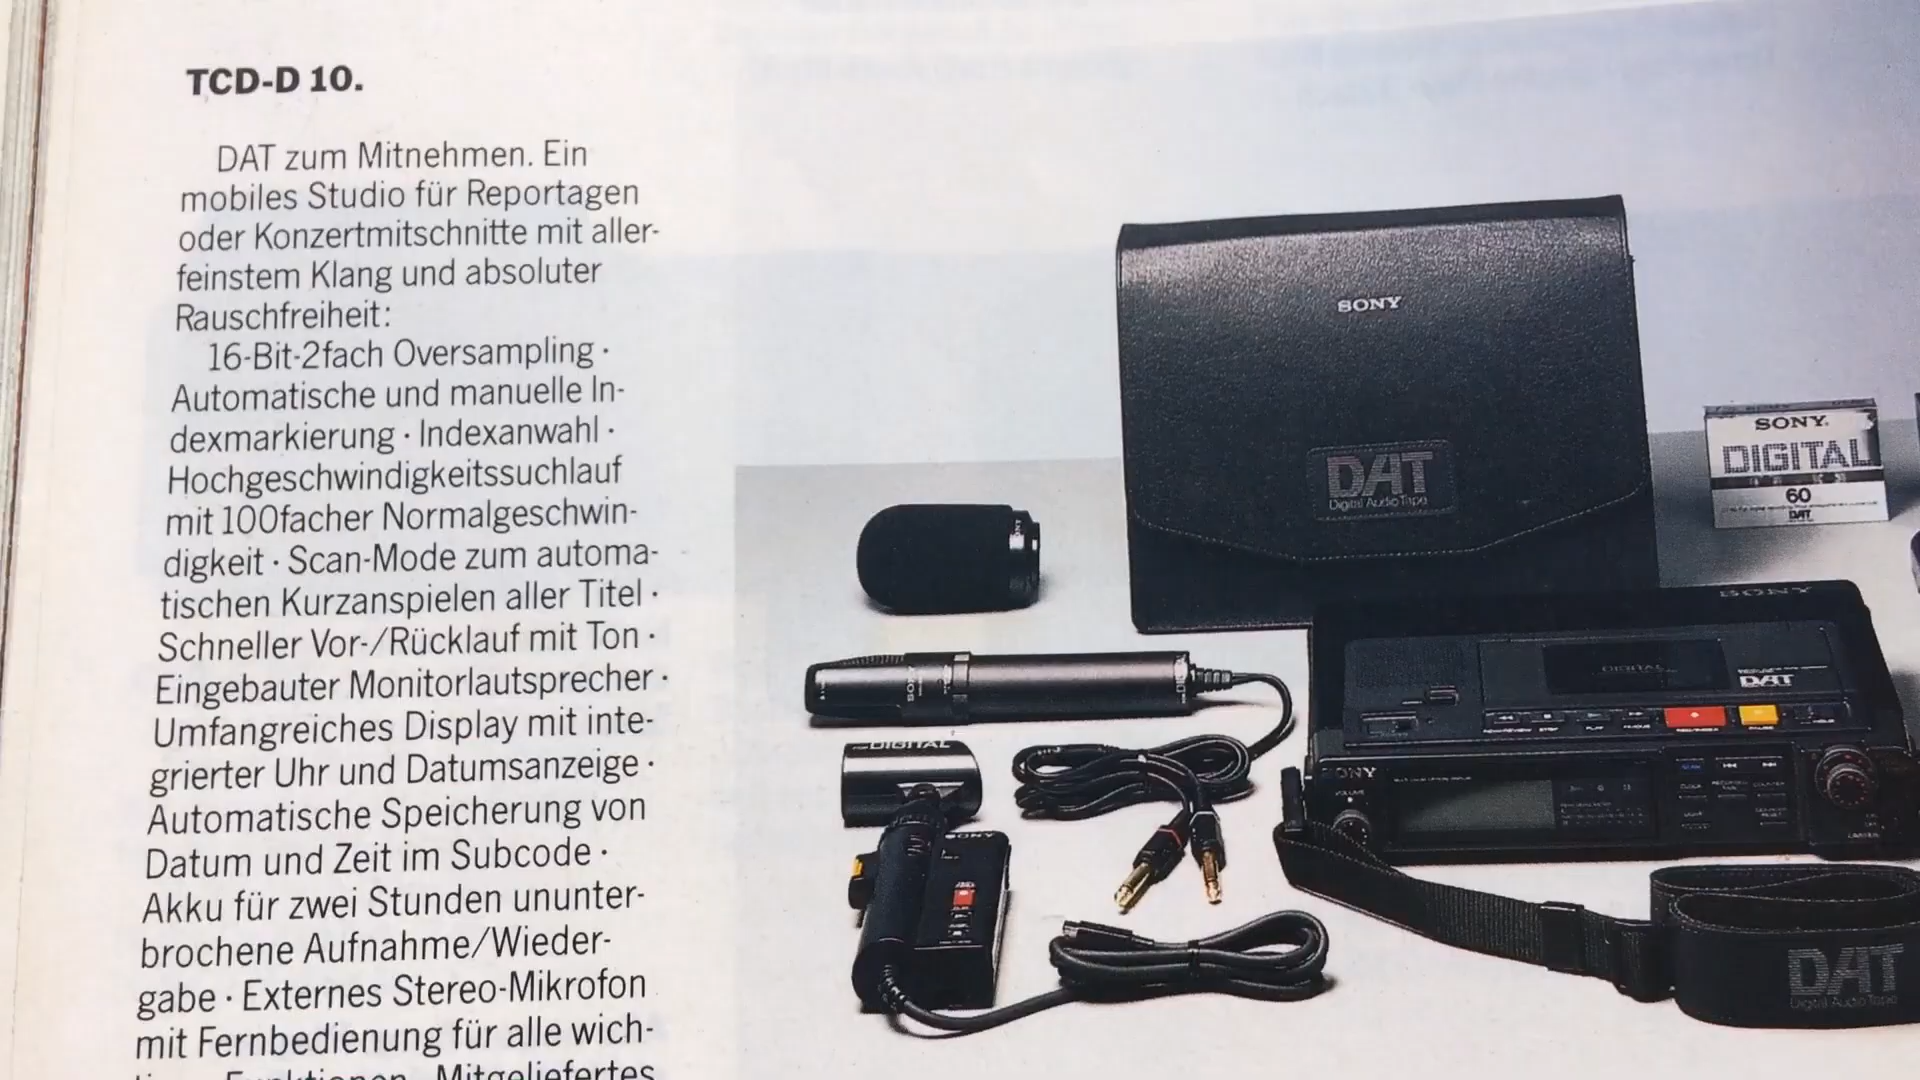 TCD-D 10.
DAT zum Mitnehmen. Ein
mobiles Studio für Reportagen
oder Konzertmitschnitte mit aller-
feinstem Klang und absoluter
Rauschfreiheit:
16-Bit-2fach Oversampling ·
Automatische und manuelle In-
dexmarkierung · Indexanwahl ·
Hochgeschwindigkeitssuchlauf
mit 100facher Normalgeschwin-
digkeit · Scan-Mode zum automa-
tischen Kurzanspielen aller Titel ·
Schneller Vor-/Rücklauf mit Ton ·
Eingebauter Monitorlautsprecher ·
Umfangreiches Display mit inte-
grierter Uhr und Datumsanzeige ·
Automatische Speicherung von
Datum und Zeit im Subcode ·
Akku für zwei Stunden ununter-
brochene Aufnahme/Wieder-
gabe · Externes Stereo-Mikrofon
mit Fernbedienung für alle wich-
Funktionen · Mitgeliefertes
SONY
DAT
Digital Audio Tape
SONY
DIGITAL
60
DAT
SONY
SONY
DIGITAL
SONY
SONY
DIGITAL
DAT
SONY
VOLUME
DAT
Digital Audio Tape